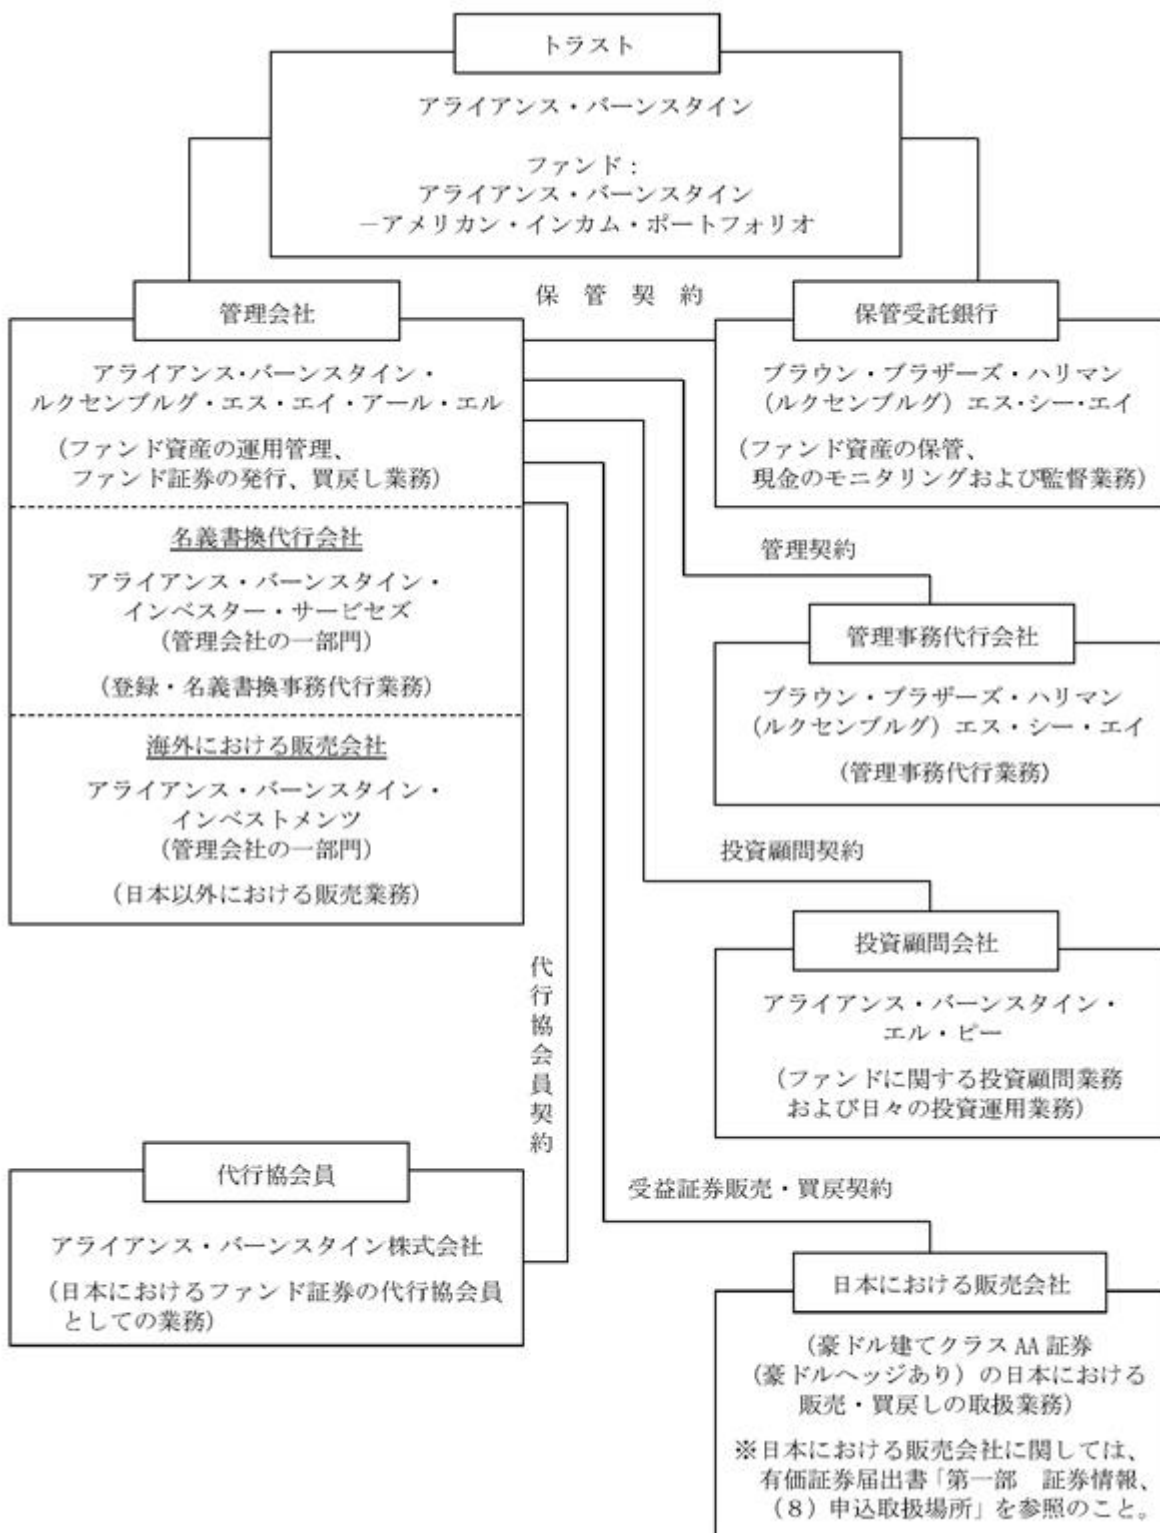 トラスト
アライアンス・バーンスタイン
ファンド：
アライアンス・バーンスタイン
－アメリカン・インカム・ポートフォリオ
保管契約
管理会社
アライアンス・バーンスタイン・
ルクセンブルグ・エス・エイ・アール・エル
（ファンド資産の運用管理、
ファンド証券の発行、買戻し業務）
名義書換代行会社
アライアンス・バーンスタイン・
インベスター・サービセズ
（管理会社の一部門）
（登録・名義書換事務代行業務）
海外における販売会社
アライアンス・バーンスタイン・
インベストメンツ
（管理会社の一部門）
（日本以外における販売業務）
保管受託銀行
ブラウン・ブラザーズ・ハリマン
（ルクセンブルグ）エス・シー・エイ
（ファンド資産の保管、
現金のモニタリングおよび監督業務）
管理契約
管理事務代行会社
ブラウン・ブラザーズ・ハリマン
（ルクセンブルグ）エス・シー・エイ
（管理事務代行業務）
投資顧問契約
投資顧問会社
アライアンス・バーンスタイン・
エル・ピー
（ファンドに関する投資顧問業務
および日々の投資運用業務）
代行協会員契約
代行協会員
アライアンス・バーンスタイン株式会社
（日本におけるファンド証券の代行協会員
としての業務）
受益証券販売・買戻契約
日本における販売会社
（豪ドル建てクラス AA 証券
（豪ドルヘッジあり）の日本における
販売・買戻しの取扱業務）
※日本における販売会社に関しては、
有価証券届出書「第一部　証券情報、
（８）申込取扱場所」を参照のこと。